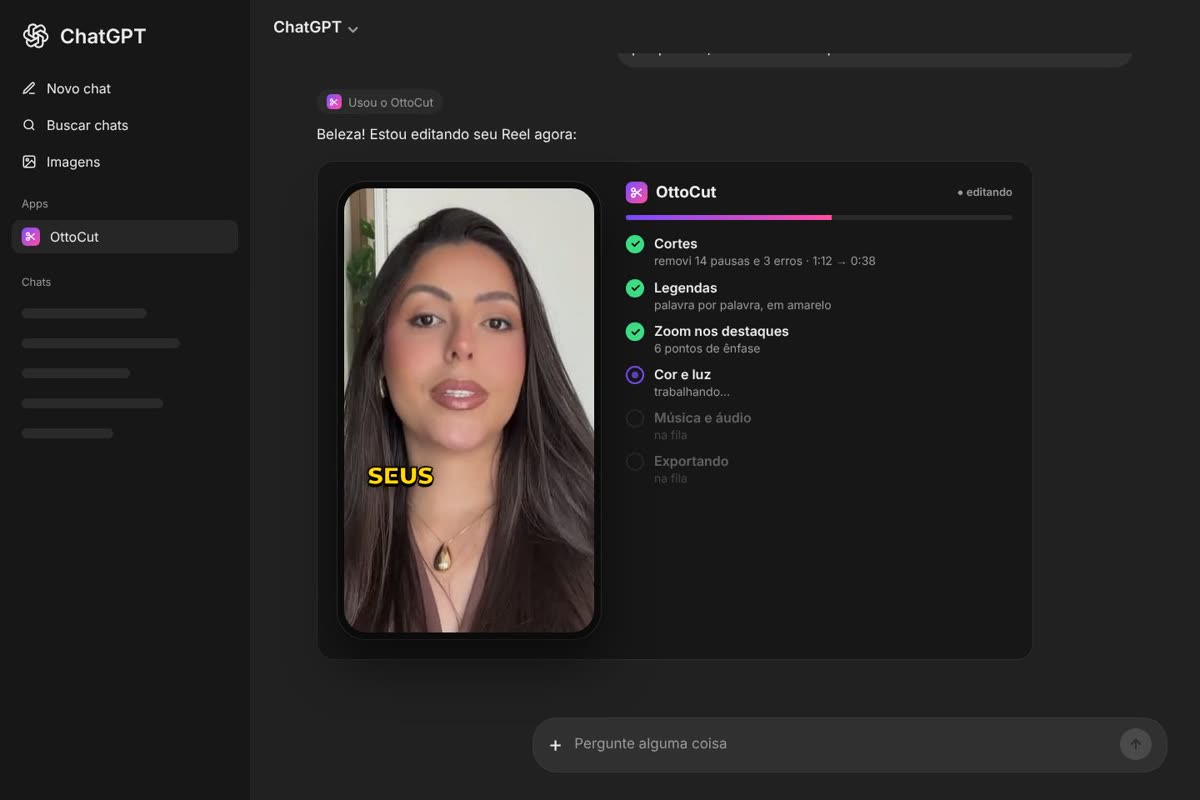 ChatGPT
Novo chat
Buscar chats
Imagens
Apps
OttoCut
Chats
ChatGPT
Usou o OttoCut
Beleza! Estou editando seu Reel agora:
SEUS
OttoCut
• editando
Cortes
removi 14 pausas e 3 erros · 1:12 → 0:38
Legendas
palavra por palavra, em amarelo
Zoom nos destaques
6 pontos de ênfase
Cor e luz
trabalhando...
Música e áudio
na fila
Exportando
na fila
Pergunte alguma coisa